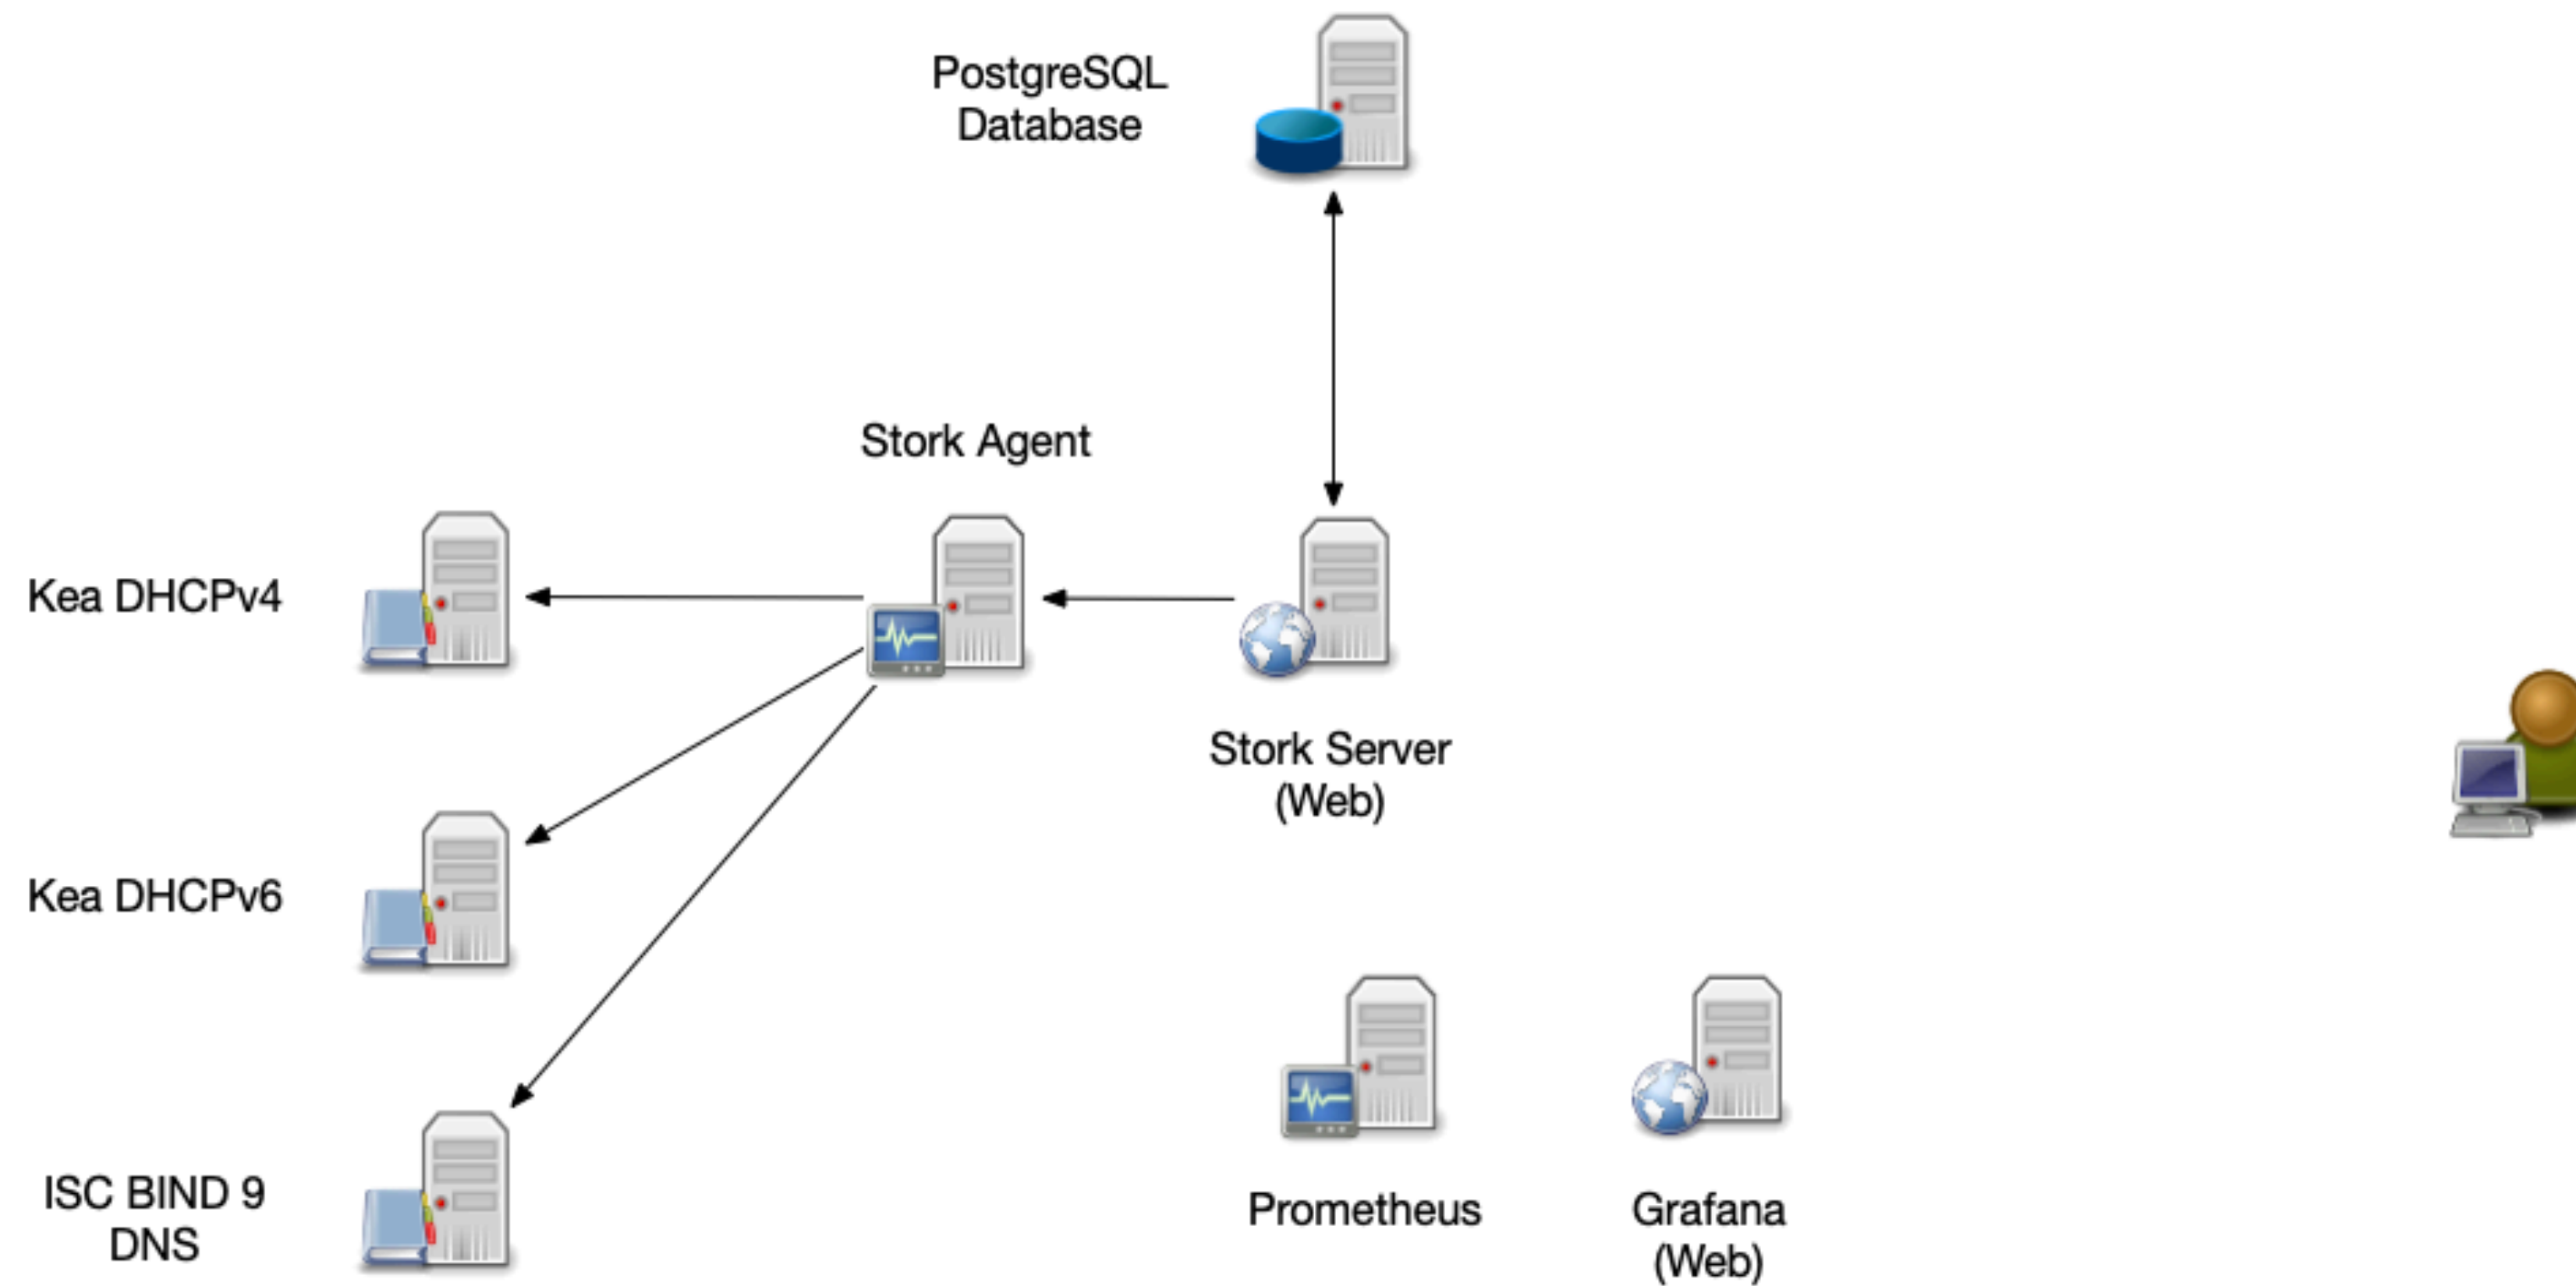 PostgreSQL
Database
Stork Agent
Kea DHCPv4
Stork Server
(Web)
Kea DHCPv6
ISC BIND 9
DNS
Prometheus
Grafana
(Web)